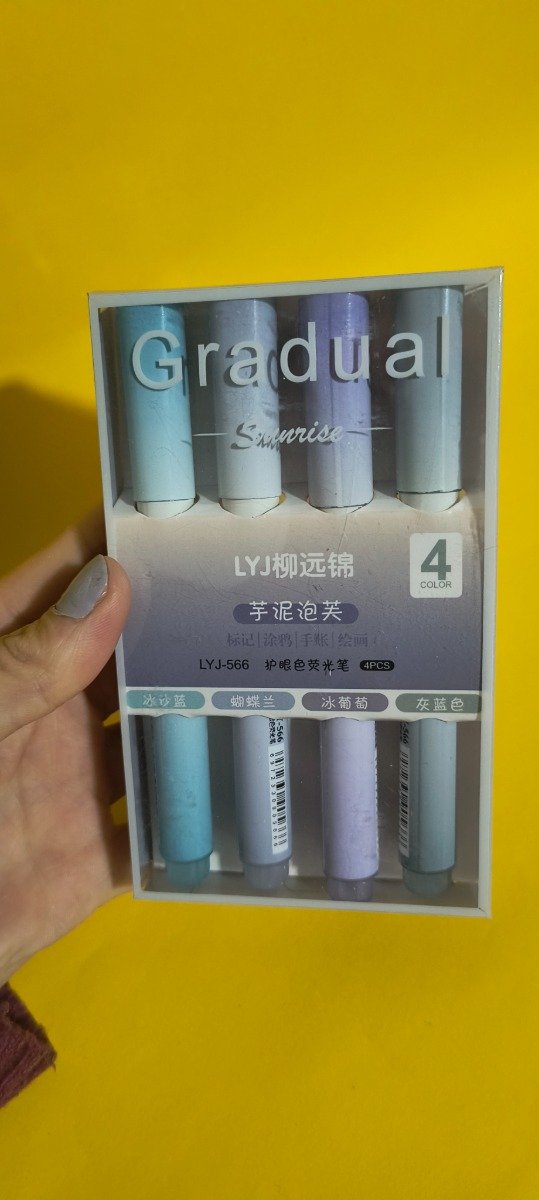 Gradual
Sunrise
LYJ柳远锦
4
COLOR
芋泥泡芙
标记|涂鸦|手账|绘画
LYJ-566 护眼色荧光笔 4PCS
冰沙蓝 蝴蝶兰 冰葡萄 灰蓝色